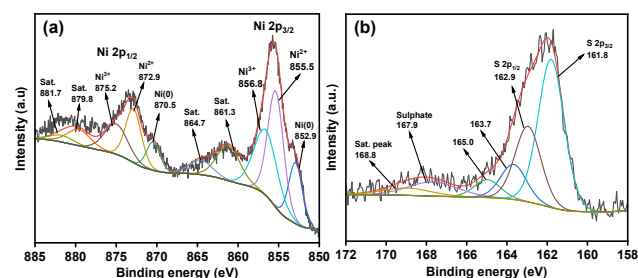 (a)
Ni 2p1/2
Ni 2p3/2
Ni3+
875.2
Ni2+
872.9
Ni(0)
870.5
Sat.
881.7
Sat.
879.8
Sat.
864.7
Sat.
861.3
Ni3+
856.8
Ni2+
855.5
Ni(0)
852.9
Intensity (a.u)
885 880 875 870 865 860 855 850
Binding energy (eV)
(b)
S 2p3/2
161.8
S 2p1/2
162.9
163.7
165.0
Sulphate
167.9
Sat. peak
168.8
Intensity (a.u.)
172 170 168 166 164 162 160 158
Binding energy (eV)